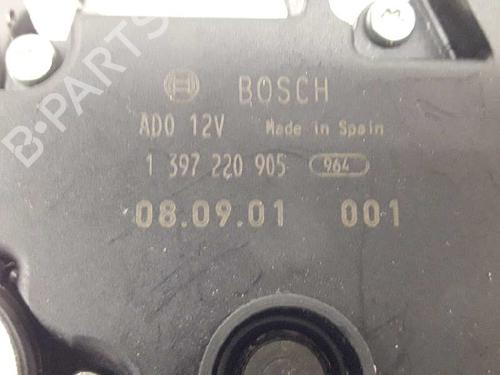 B-PARTS
BOSCH
ADO 12V Made in Spain
1 397 220 905 964
08.09.01 001